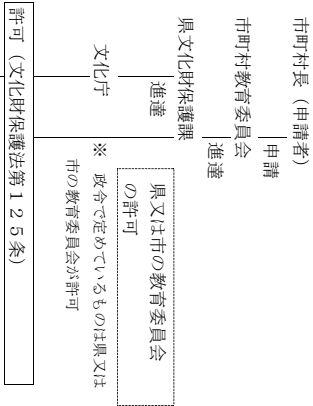 市町村長（申請者）
申請
市町村教育委員会
進達
県文化財保護課
進達
県又は市の教育委員会
の許可
文化庁
※　政令で定めているものは県又は
市の教育委員会が許可
許可（文化財保護法第１２５条）